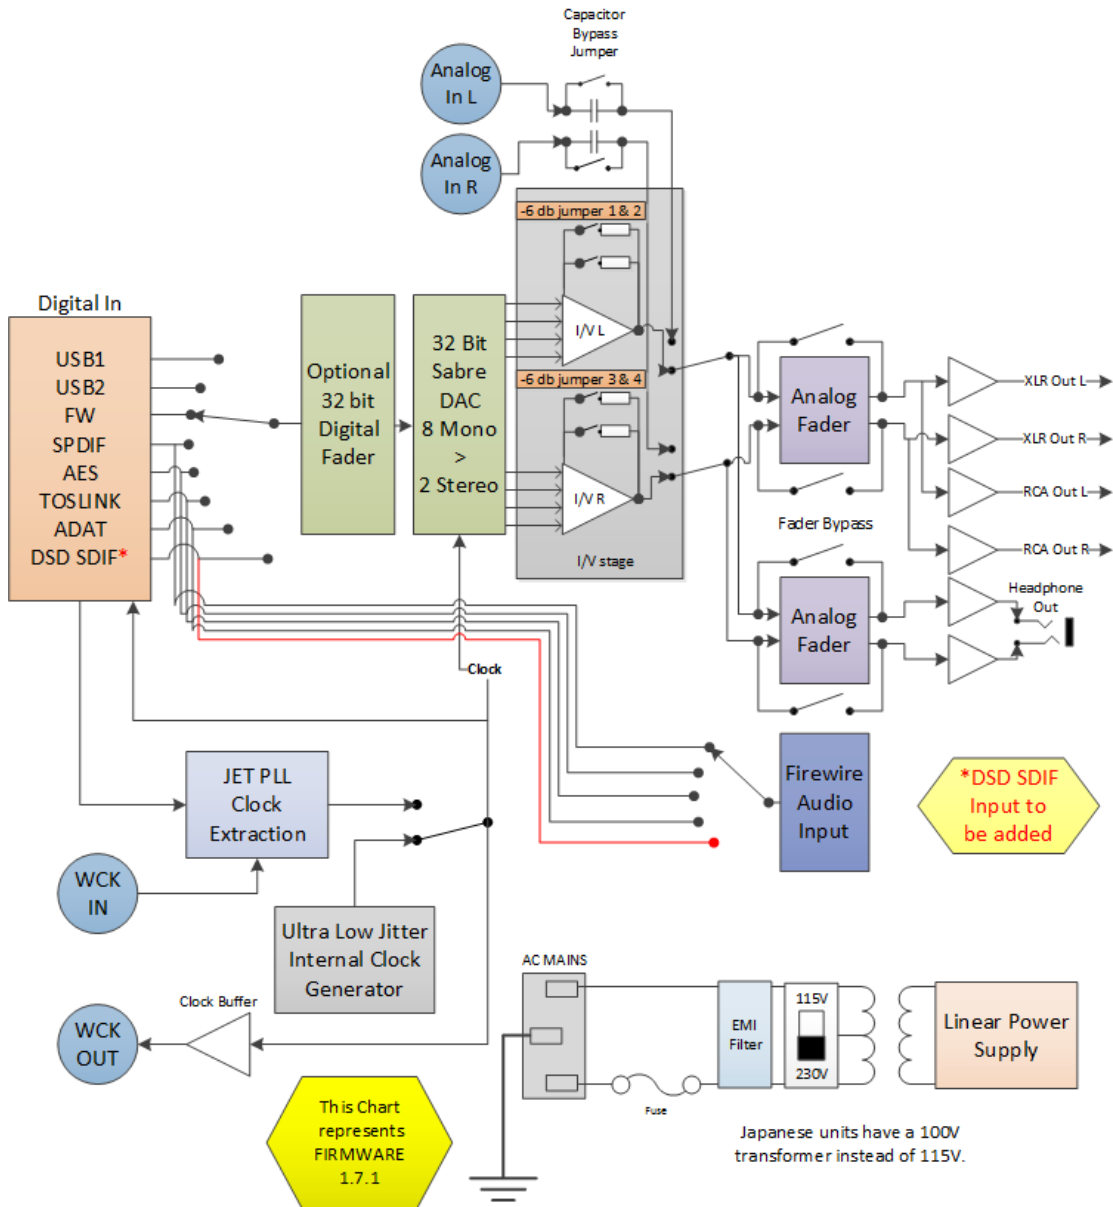 Capacitor
Bypass
Jumper
Analog
In L
Analog
In R
-6 db jumper 1 & 2
I/V L
-6 db jumper 3 & 4
I/V R
I/V stage
Digital In
USB1
USB2
FW
SPDIF
AES
TOSLINK
ADAT
DSD SDIF*
Optional
32 bit
Digital
Fader
32 Bit
Sabre
DAC
8 Mono
>
2 Stereo
Analog
Fader
Fader Bypass
Analog
Fader
XLR Out L
XLR Out R
RCA Out L
RCA Out R
Headphone
Out
Clock
JET PLL
Clock
Extraction
WCK
IN
Ultra Low Jitter
Internal Clock
Generator
Clock Buffer
WCK
OUT
Firewire
Audio
Input
*DSD SDIF
Input to
be added
This Chart
represents
FIRMWARE
1.7.1
AC MAINS
Fuse
EMI
Filter
115V
230V
Linear Power
Supply
Japanese units have a 100V
transformer instead of 115V.